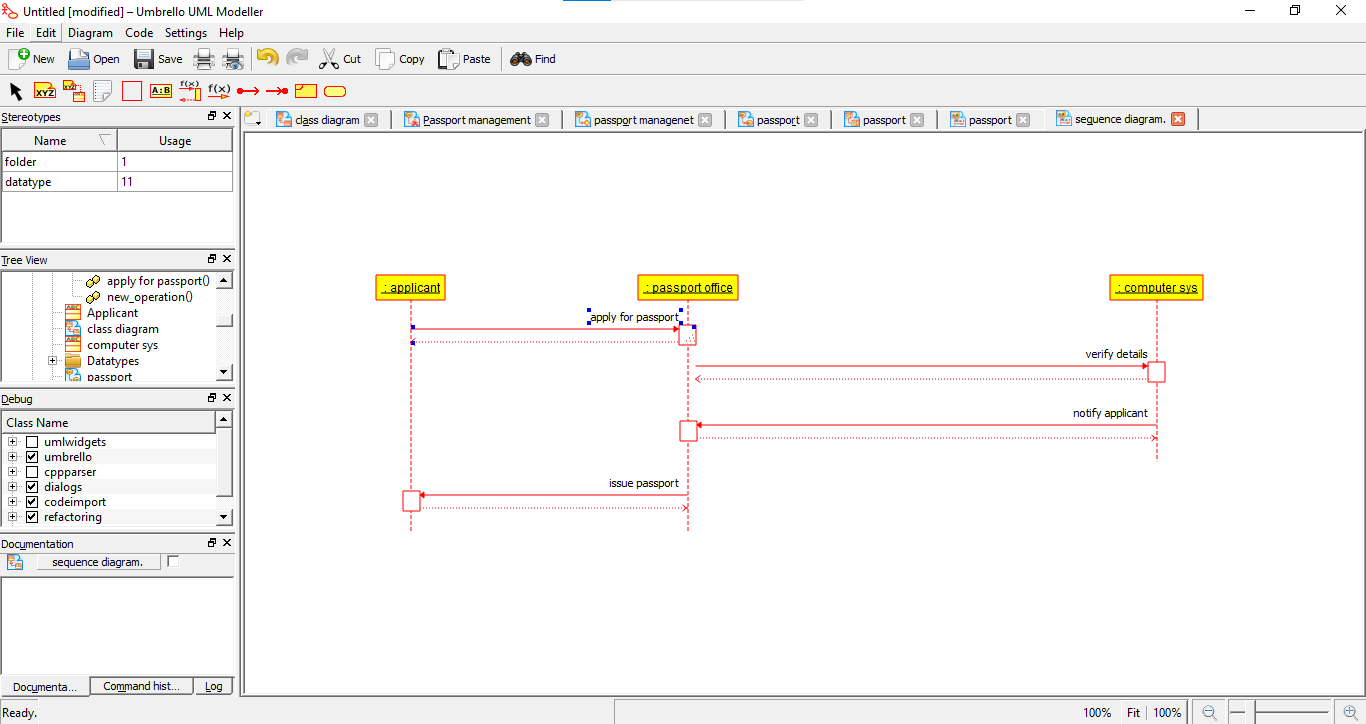 Untitled [modified] – Umbrello UML Modeller
File Edit Diagram Code Settings Help
New Open Save Cut Copy Paste Find
XYZ XYZ A:B f(x) f(x)
Stereotypes
Name Usage
folder 1
datatype 11
Tree View
apply for passport()
new_operation()
ABC Applicant
class diagram
ABC computer sys
Datatypes
passport
Debug
Class Name
umlwidgets
umbrello
cppparser
dialogs
codeimport
refactoring
Documentation
sequence diagram.
Documenta... Command hist... Log
Ready.
class diagram Passport management passport managenet passport passport passport sequence diagram.
: applicant : passport office : computer sys
apply for passport
verify details
notify applicant
issue passport
100% Fit 100%